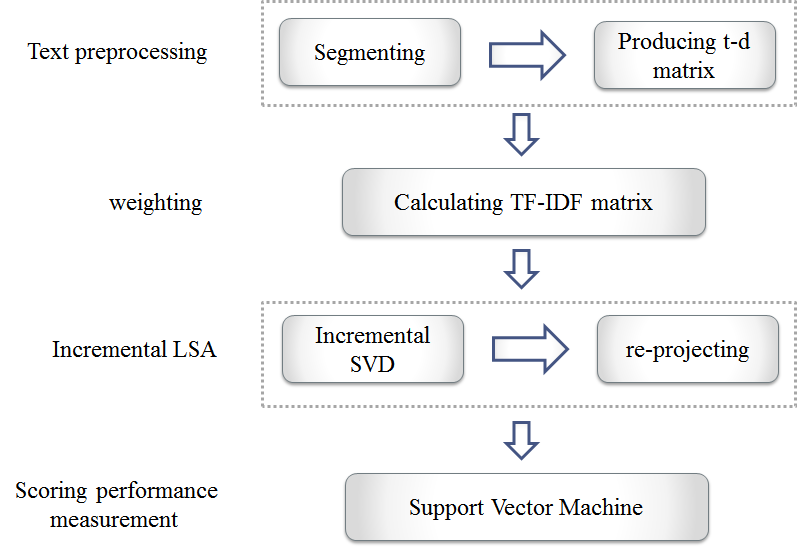 Text preprocessing
Segmenting
Producing t-d
matrix
weighting
Calculating TF-IDF matrix
Incremental LSA
Incremental
SVD
re-projecting
Scoring performance
measurement
Support Vector Machine